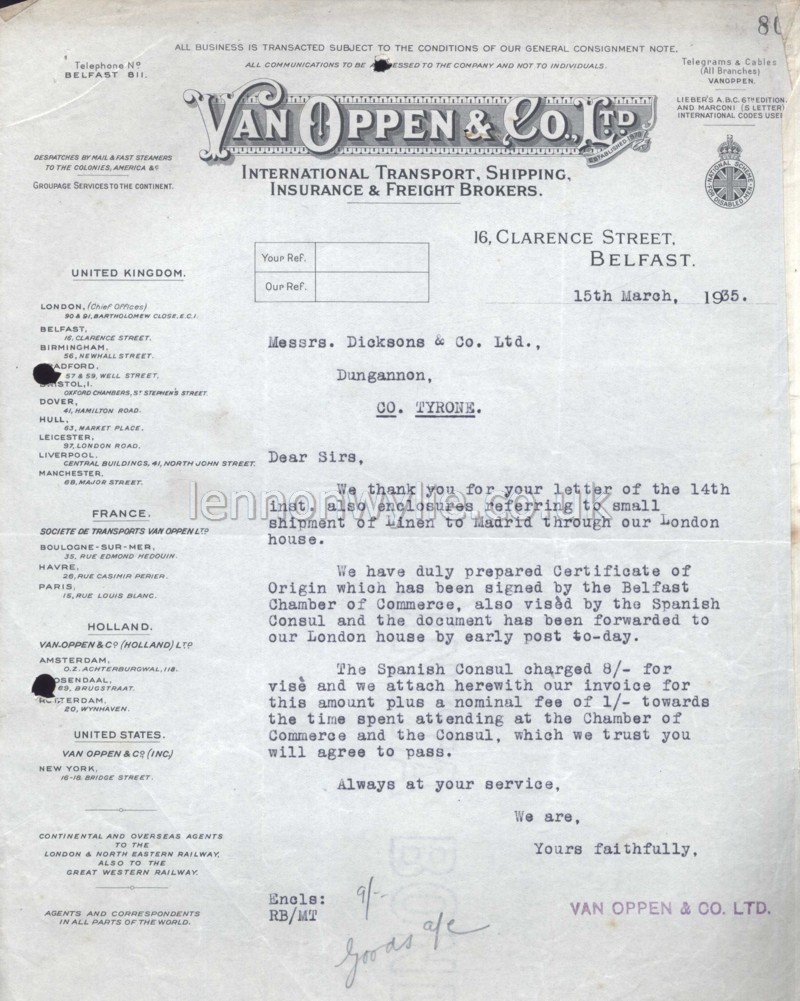 80
ALL BUSINESS IS TRANSACTED SUBJECT TO THE CONDITIONS OF OUR GENERAL CONSIGNMENT NOTE.
ALL COMMUNICATIONS TO BE ESSED TO THE COMPANY AND NOT TO INDIVIDUALS.
Telephone No
BELFAST 811.
Telegrams & Cables
(All Branches)
VANOPPEN.
LIEBER'S A.B.C. 6TH EDITION
AND MARCONI (5 LETTER)
INTERNATIONAL CODES USED
VAN OPPEN & CO., LTD
ESTABLISHED 1870
DESPATCHES BY MAIL & FAST STEAMERS
TO THE COLONIES, AMERICA &c
GROUPAGE SERVICES TO THE CONTINENT.
INTERNATIONAL TRANSPORT, SHIPPING,
INSURANCE & FREIGHT BROKERS.
NATIONAL SCHEME
FOR DISABLED MEN
16, CLARENCE STREET,
BELFAST.
Your Ref.
Our Ref.
15th March, 1935.
UNITED KINGDOM.
LONDON, (Chief Offices)
90 & 91, BARTHOLOMEW CLOSE, E.C.1.
BELFAST,
16, CLARENCE STREET.
BIRMINGHAM,
56, NEWHALL STREET.
ADFORD,
57 & 59, WELL STREET.
ISTOL, 1.
OXFORD CHAMBERS, ST STEPHEN'S STREET.
DOVER,
41, HAMILTON ROAD.
HULL,
63, MARKET PLACE.
LEICESTER,
97, LONDON ROAD.
LIVERPOOL,
CENTRAL BUILDINGS, 41, NORTH JOHN STREET.
MANCHESTER,
68, MAJOR STREET.
FRANCE.
SOCIETE DE TRANSPORTS VAN OPPEN LTD
BOULOGNE-SUR-MER,
35, RUE EDMOND HEDOUIN.
HAVRE,
26, RUE CASIMIR PERIER.
PARIS,
15, RUE LOUIS BLANC.
HOLLAND.
VAN-OPPEN & CO (HOLLAND) LTD
AMSTERDAM,
O.Z. ACHTERBURGWAL, 118.
OSENDAAL,
69, BRUGSTRAAT.
ROTTERDAM,
20, WYNHAVEN.
UNITED STATES.
VAN OPPEN & CO (INC)
NEW YORK,
16-18, BRIDGE STREET.
CONTINENTAL AND OVERSEAS AGENTS
TO THE
LONDON & NORTH EASTERN RAILWAY,
ALSO TO THE
GREAT WESTERN RAILWAY.
AGENTS AND CORRESPONDENTS
IN ALL PARTS OF THE WORLD.
Messrs. Dicksons & Co. Ltd.,
Dungannon,
CO. TYRONE.
Dear Sirs,
We thank you for your letter of the 14th
inst. also enclosures referring to small
shipment of Linen to Madrid through our London
house.
lennonwylie.co.uk
We have duly prepared Certificate of
Origin which has been signed by the Belfast
Chamber of Commerce, also visèd by the Spanish
Consul and the document has been forwarded to
our London house by early post to-day.
The Spanish Consul charged 8/- for
visè and we attach herewith our invoice for
this amount plus a nominal fee of 1/- towards
the time spent attending at the Chamber of
Commerce and the Consul, which we trust you
will agree to pass.
Always at your service,
We are,
Yours faithfully,
Encls:
RB/MT
9/-
Goods a/c
VAN OPPEN & CO. LTD.